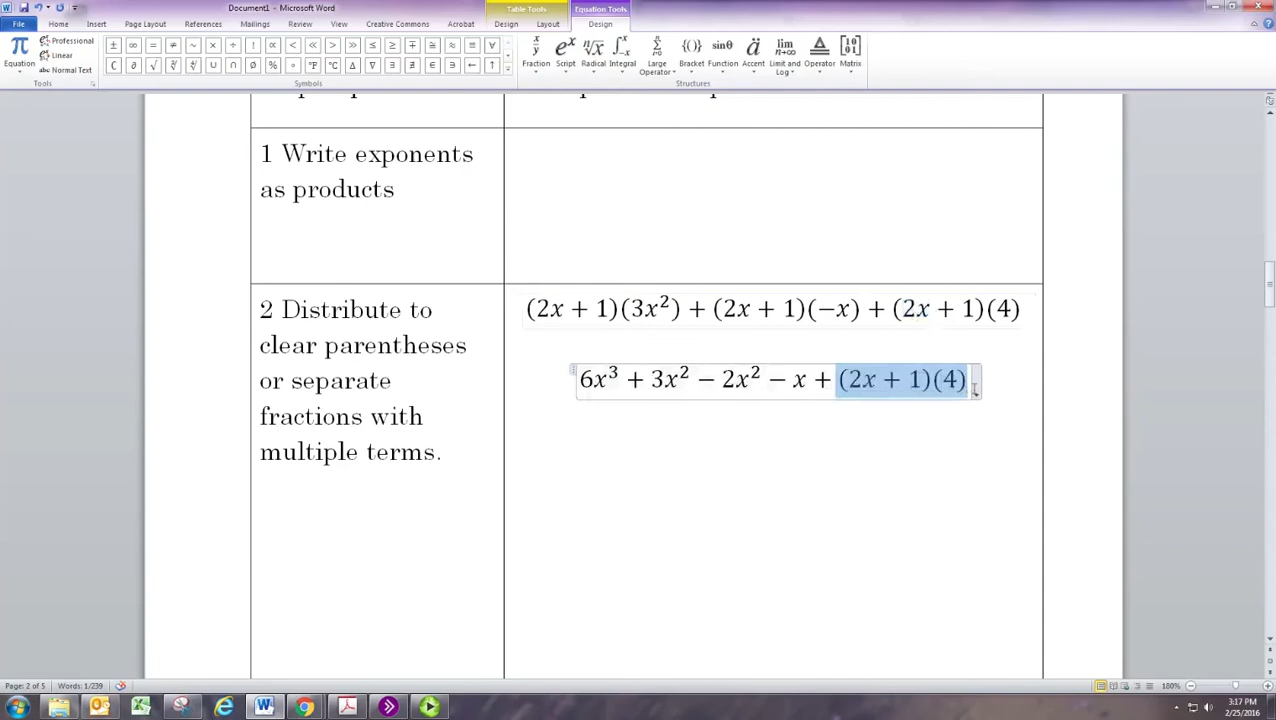 Document1 - Microsoft Word
Table Tools
Equation Tools
File
Home
Insert
Page Layout
References
Mailings
Review
View
Creative Commons
Acrobat
Design
Layout
Design
π
Equation
Professional
Linear
abc Normal Text
Tools
± ∞ = ≠ ~ × ÷ ! ∝ < ≪ > ≫ ≤ ≥ ∓ ≅ ≈ ≡ ∀
∁ ∂ √ ∛ ∜ ∪ ∩ ∅ % ° °F °C ∆ ∇ ∃ ∄ ∈ ∋ ← ↑
Symbols
Fraction
Script
Radical
Integral
Large Operator
Bracket
Function
Accent
Limit and Log
Operator
Matrix
Structures
1 Write exponents
as products
2 Distribute to
clear parentheses
or separate
fractions with
multiple terms.
(2x + 1)(3x²) + (2x + 1)(−x) + (2x + 1)(4)
6x³ + 3x² − 2x² − x + (2x + 1)(4)
Page: 2 of 5
Words: 1/239
180%
3:17 PM
2/25/2016